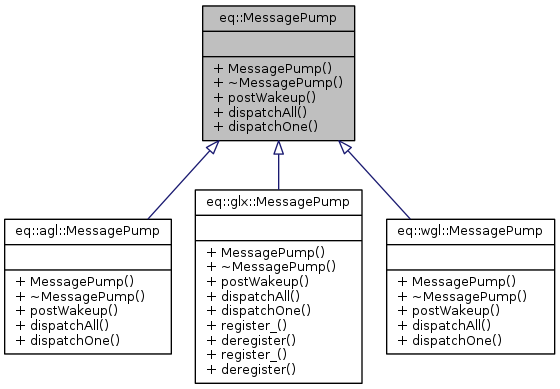 eq::MessagePump
+ MessagePump()
+ ~MessagePump()
+ postWakeup()
+ dispatchAll()
+ dispatchOne()
eq::agl::MessagePump
+ MessagePump()
+ ~MessagePump()
+ postWakeup()
+ dispatchAll()
+ dispatchOne()
eq::glx::MessagePump
+ MessagePump()
+ ~MessagePump()
+ postWakeup()
+ dispatchAll()
+ dispatchOne()
+ register_()
+ deregister()
+ register_()
+ deregister()
eq::wgl::MessagePump
+ MessagePump()
+ ~MessagePump()
+ postWakeup()
+ dispatchAll()
+ dispatchOne()